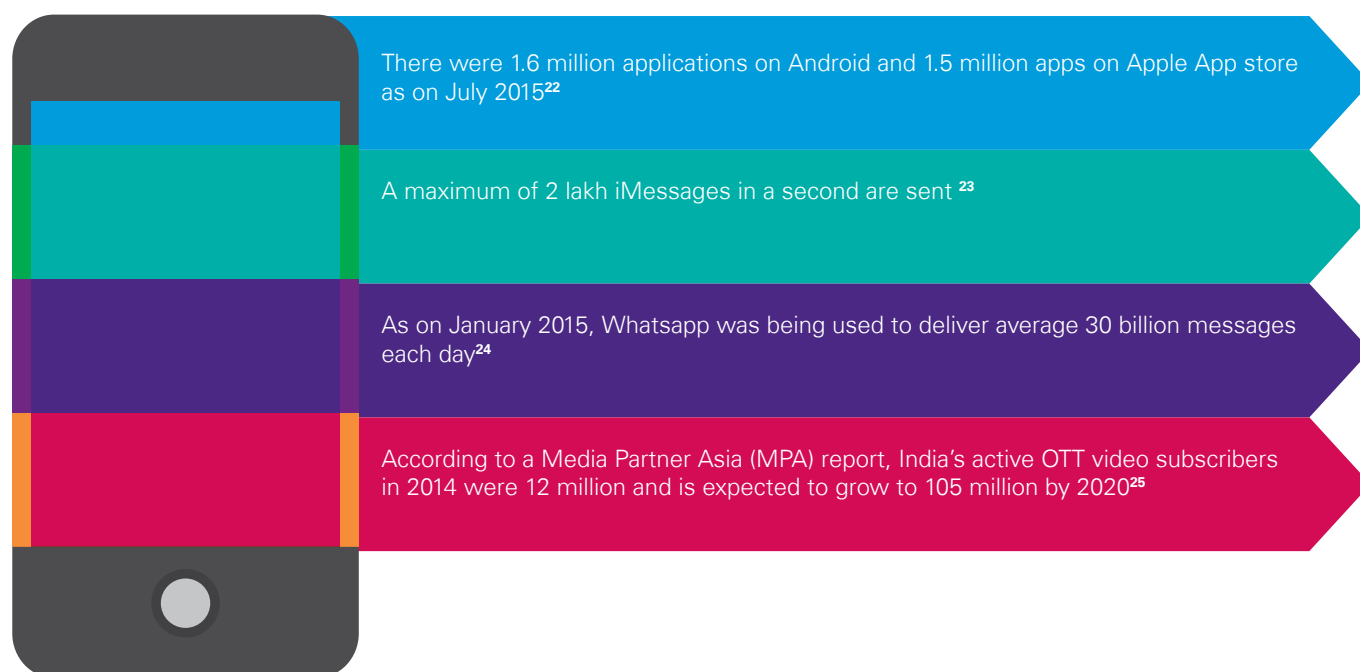 There were 1.6 million applications on Android and 1.5 million apps on Apple App store
as on July 2015²²
A maximum of 2 lakh iMessages in a second are sent ²³
As on January 2015, Whatsapp was being used to deliver average 30 billion messages
each day²⁴
According to a Media Partner Asia (MPA) report, India’s active OTT video subscribers
in 2014 were 12 million and is expected to grow to 105 million by 2020²⁵